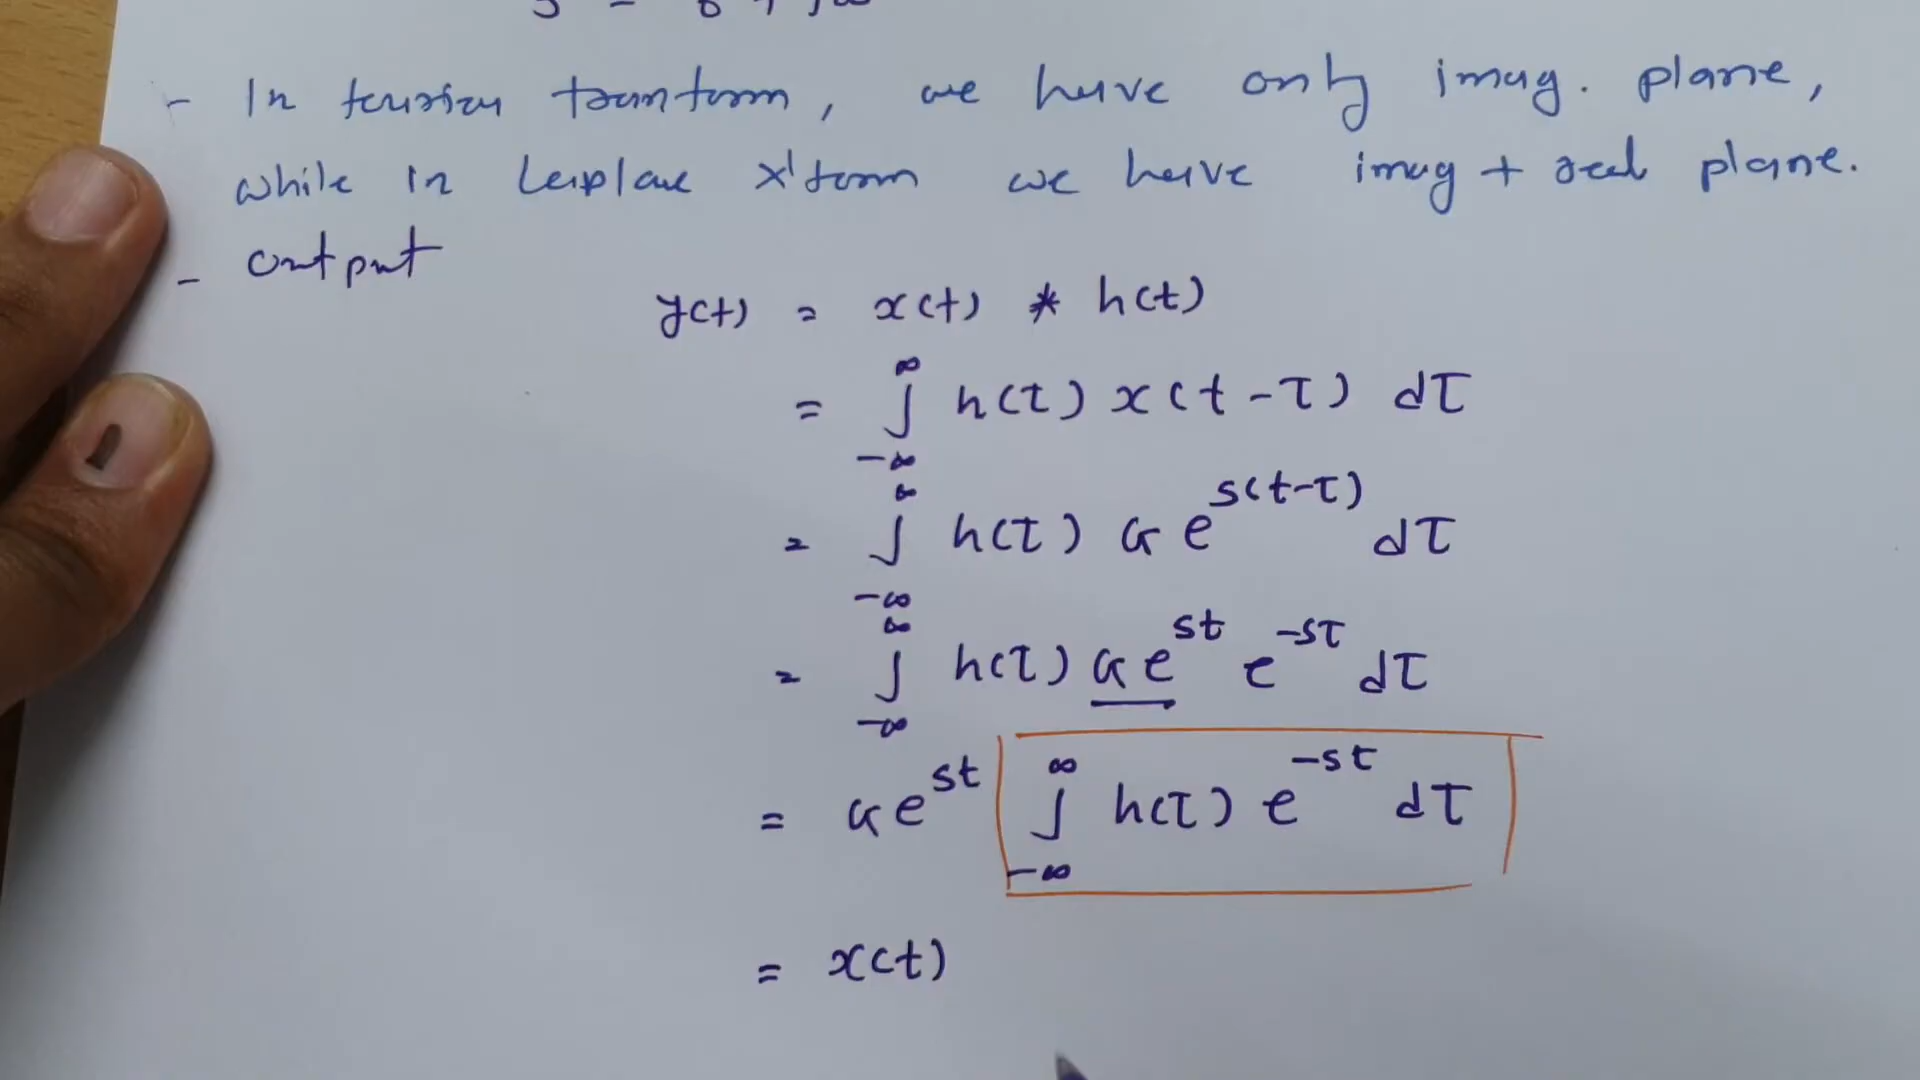 - In fourier transform, we have only imag. plane,
while in Laplace x'form we have imag + real plane.
- output
y(t) = x(t) * h(t)
= ∫_{-∞}^{∞} h(τ) x(t-τ) dτ
= ∫_{-∞}^{∞} h(τ) G e^{s(t-τ)} dτ
= ∫_{-∞}^{∞} h(τ) G e^{st} e^{-sτ} dτ
= G e^{st} ∫_{-∞}^{∞} h(τ) e^{-sτ} dτ
= x(t)